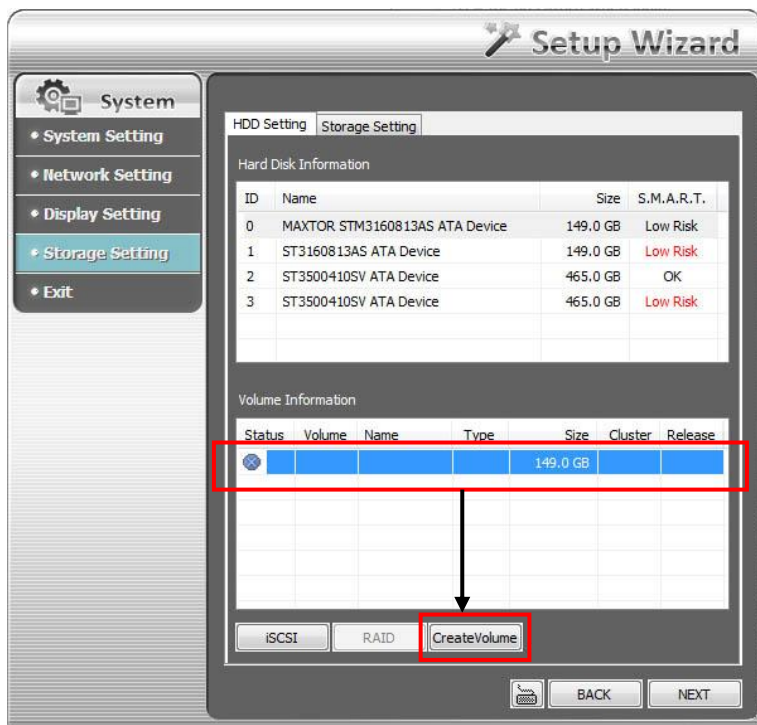 Setup Wizard
System
• System Setting
• Network Setting
• Display Setting
• Storage Setting
• Exit
HDD Setting Storage Setting
Hard Disk Information
ID Name Size S.M.A.R.T.
0 MAXTOR STM3160813AS ATA Device 149.0 GB Low Risk
1 ST3160813AS ATA Device 149.0 GB Low Risk
2 ST3500410SV ATA Device 465.0 GB OK
3 ST3500410SV ATA Device 465.0 GB Low Risk
Volume Information
Status Volume Name Type Size Cluster Release
149.0 GB
iSCSI RAID CreateVolume
BACK NEXT